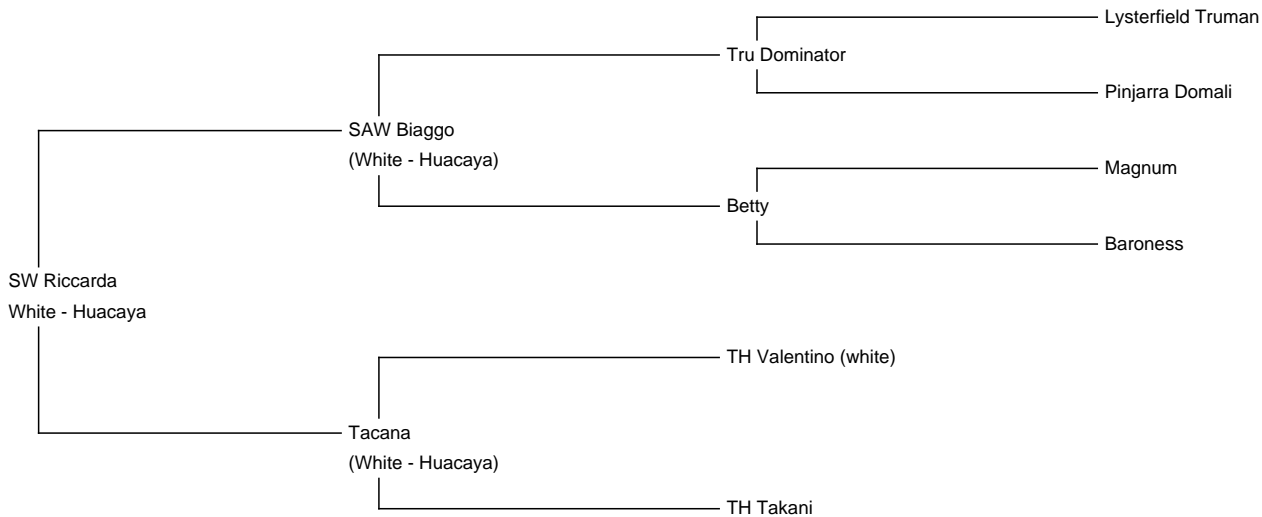 Lysterfield Truman
Tru Dominator
Pinjarra Domali
SAW Biaggo
(White - Huacaya)
Magnum
Betty
Baroness
SW Riccarda
White - Huacaya
TH Valentino (white)
Tacana
(White - Huacaya)
TH Takani